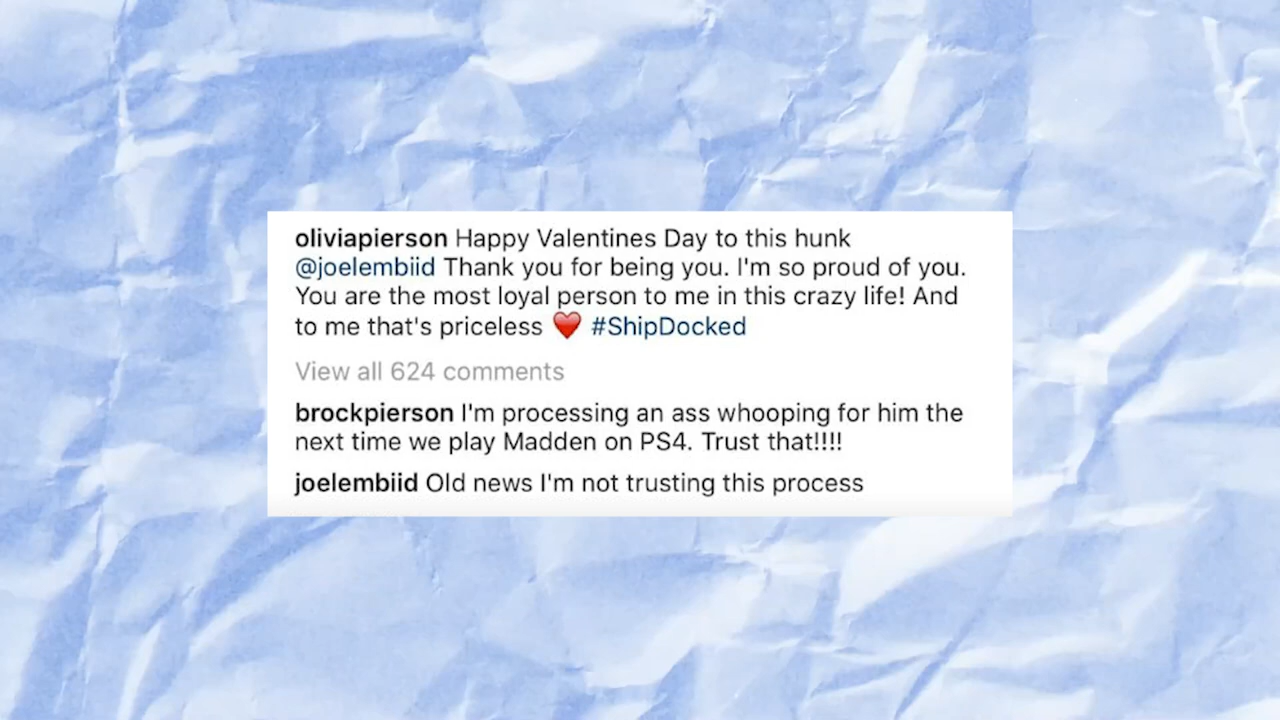 oliviapierson Happy Valentines Day to this hunk
@joelembiid Thank you for being you. I'm so proud of you.
You are the most loyal person to me in this crazy life! And
to me that's priceless ❤️ #ShipDocked
View all 624 comments
brockpierson I'm processing an ass whooping for him the
next time we play Madden on PS4. Trust that!!!!
joelembiid Old news I'm not trusting this process